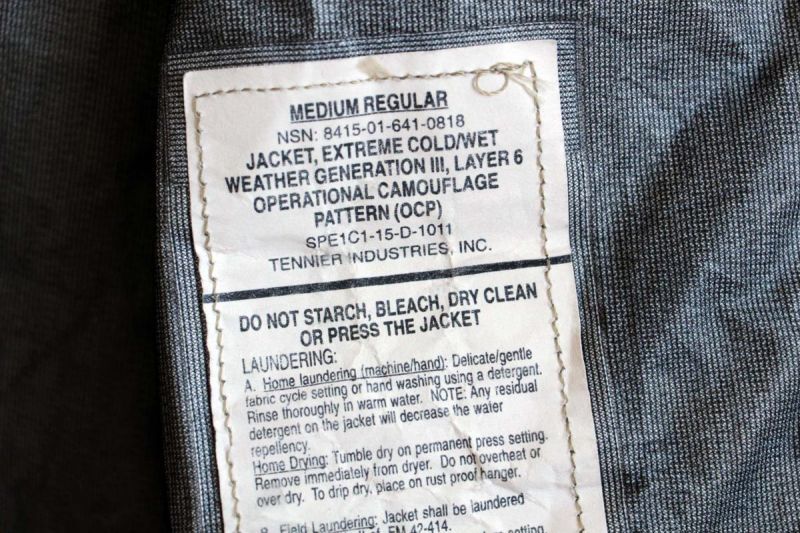 MEDIUM REGULAR
NSN: 8415-01-641-0818
JACKET, EXTREME COLD/WET
WEATHER GENERATION III, LAYER 6
OPERATIONAL CAMOUFLAGE
PATTERN (OCP)
SPE1C1-15-D-1011
TENNIER INDUSTRIES, INC.
DO NOT STARCH, BLEACH, DRY CLEAN
OR PRESS THE JACKET
LAUNDERING:
A. Home laundering (machine/hand): Delicate/gentle
fabric cycle setting or hand washing using a detergent.
Rinse thoroughly in warm water. NOTE: Any residual
detergent on the jacket will decrease the water
repellency.
Home Drying: Tumble dry on permanent press setting.
Remove immediately from dryer. Do not overheat or
over dry. To drip dry, place on rust proof hanger.
B. Field Laundering: Jacket shall be laundered
of FM 42-414.
setting